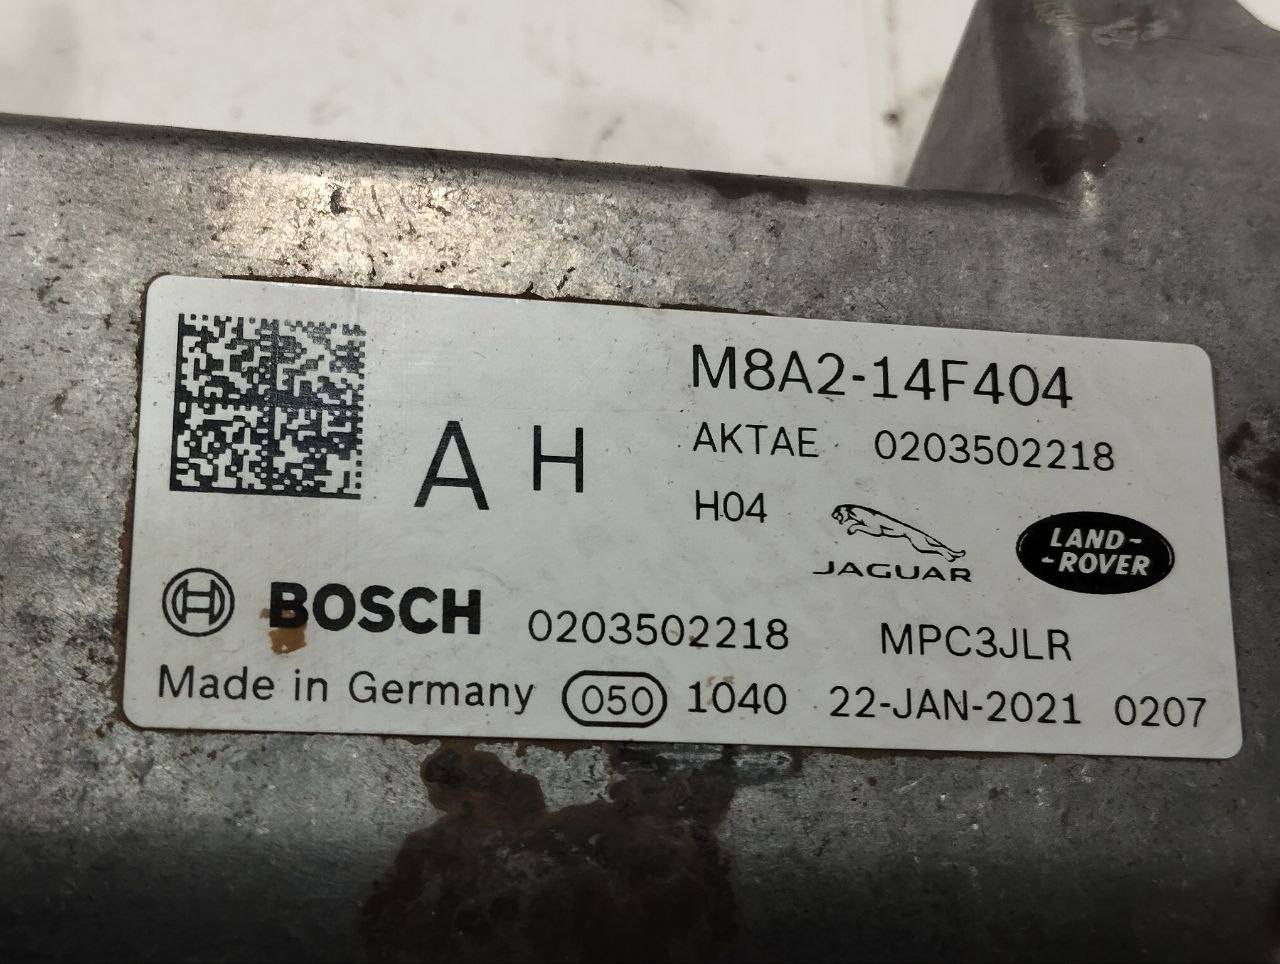 M8A2-14F404
AKTAE 0203502218
A H
H04
JAGUAR
LAND-
-ROVER
BOSCH 0203502218 MPC3JLR
Made in Germany 050 1040 22-JAN-2021 0207